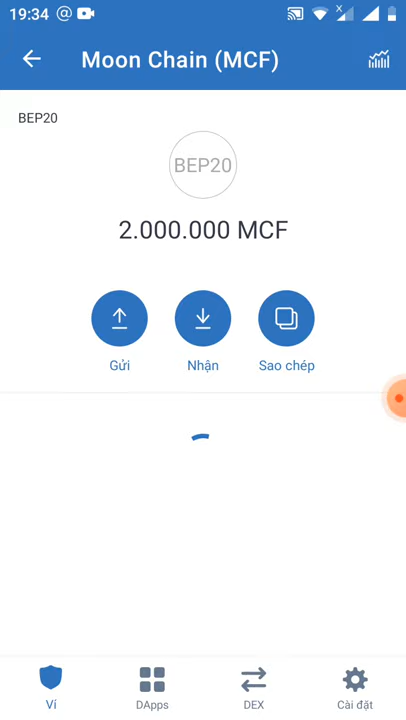 19:34
Moon Chain (MCF)
BEP20
BEP20
2.000.000 MCF
Gửi
Nhận
Sao chép
Ví
DApps
DEX
Cài đặt